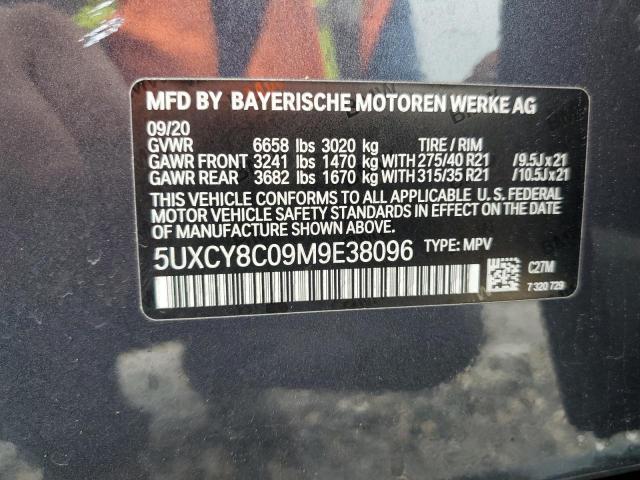 MFD BY BAYERISCHE MOTOREN WERKE AG
09/20
GVWR 6658 lbs 3020 kg TIRE / RIM
GAWR FRONT 3241 lbs 1470 kg WITH 275/40 R21 /9.5J x 21
GAWR REAR 3682 lbs 1670 kg WITH 315/35 R21 /10.5J x 21
THIS VEHICLE CONFORMS TO ALL APPLICABLE U.S. FEDERAL
MOTOR VEHICLE SAFETY STANDARDS IN EFFECT ON THE DATE
OF MANUFACTURE SHOWN ABOVE.
5UXCY8C09M9E38096 TYPE: MPV
C27M
7 320 729